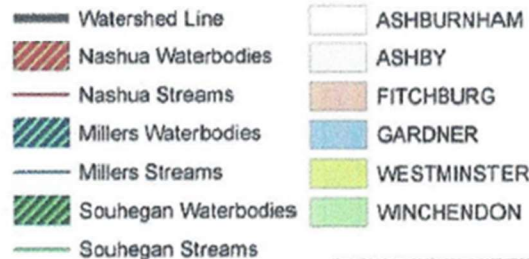 Watershed Line
Nashua Waterbodies
Nashua Streams
Millers Waterbodies
Millers Streams
Souhegan Waterbodies
Souhegan Streams
ASHBURNHAM
ASHBY
FITCHBURG
GARDNER
WESTMINSTER
WINCHENDON